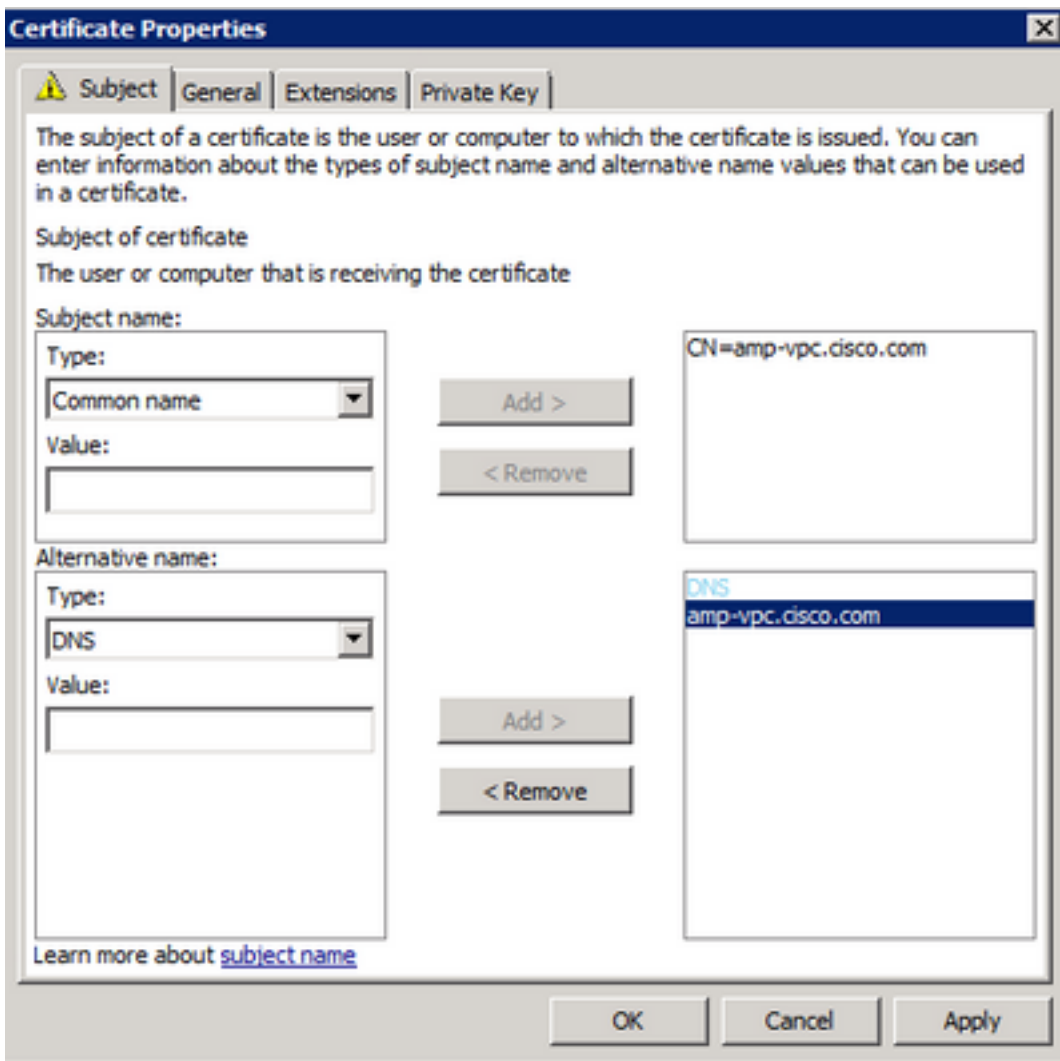 Certificate Properties
Subject General Extensions Private Key
The subject of a certificate is the user or computer to which the certificate is issued. You can
enter information about the types of subject name and alternative name values that can be used
in a certificate.
Subject of certificate
The user or computer that is receiving the certificate
Subject name:
Type:
Common name
Value:
Add >
< Remove
CN=amp-vpc.cisco.com
Alternative name:
Type:
DNS
Value:
Add >
< Remove
DNS
amp-vpc.cisco.com
Learn more about subject name
OK Cancel Apply